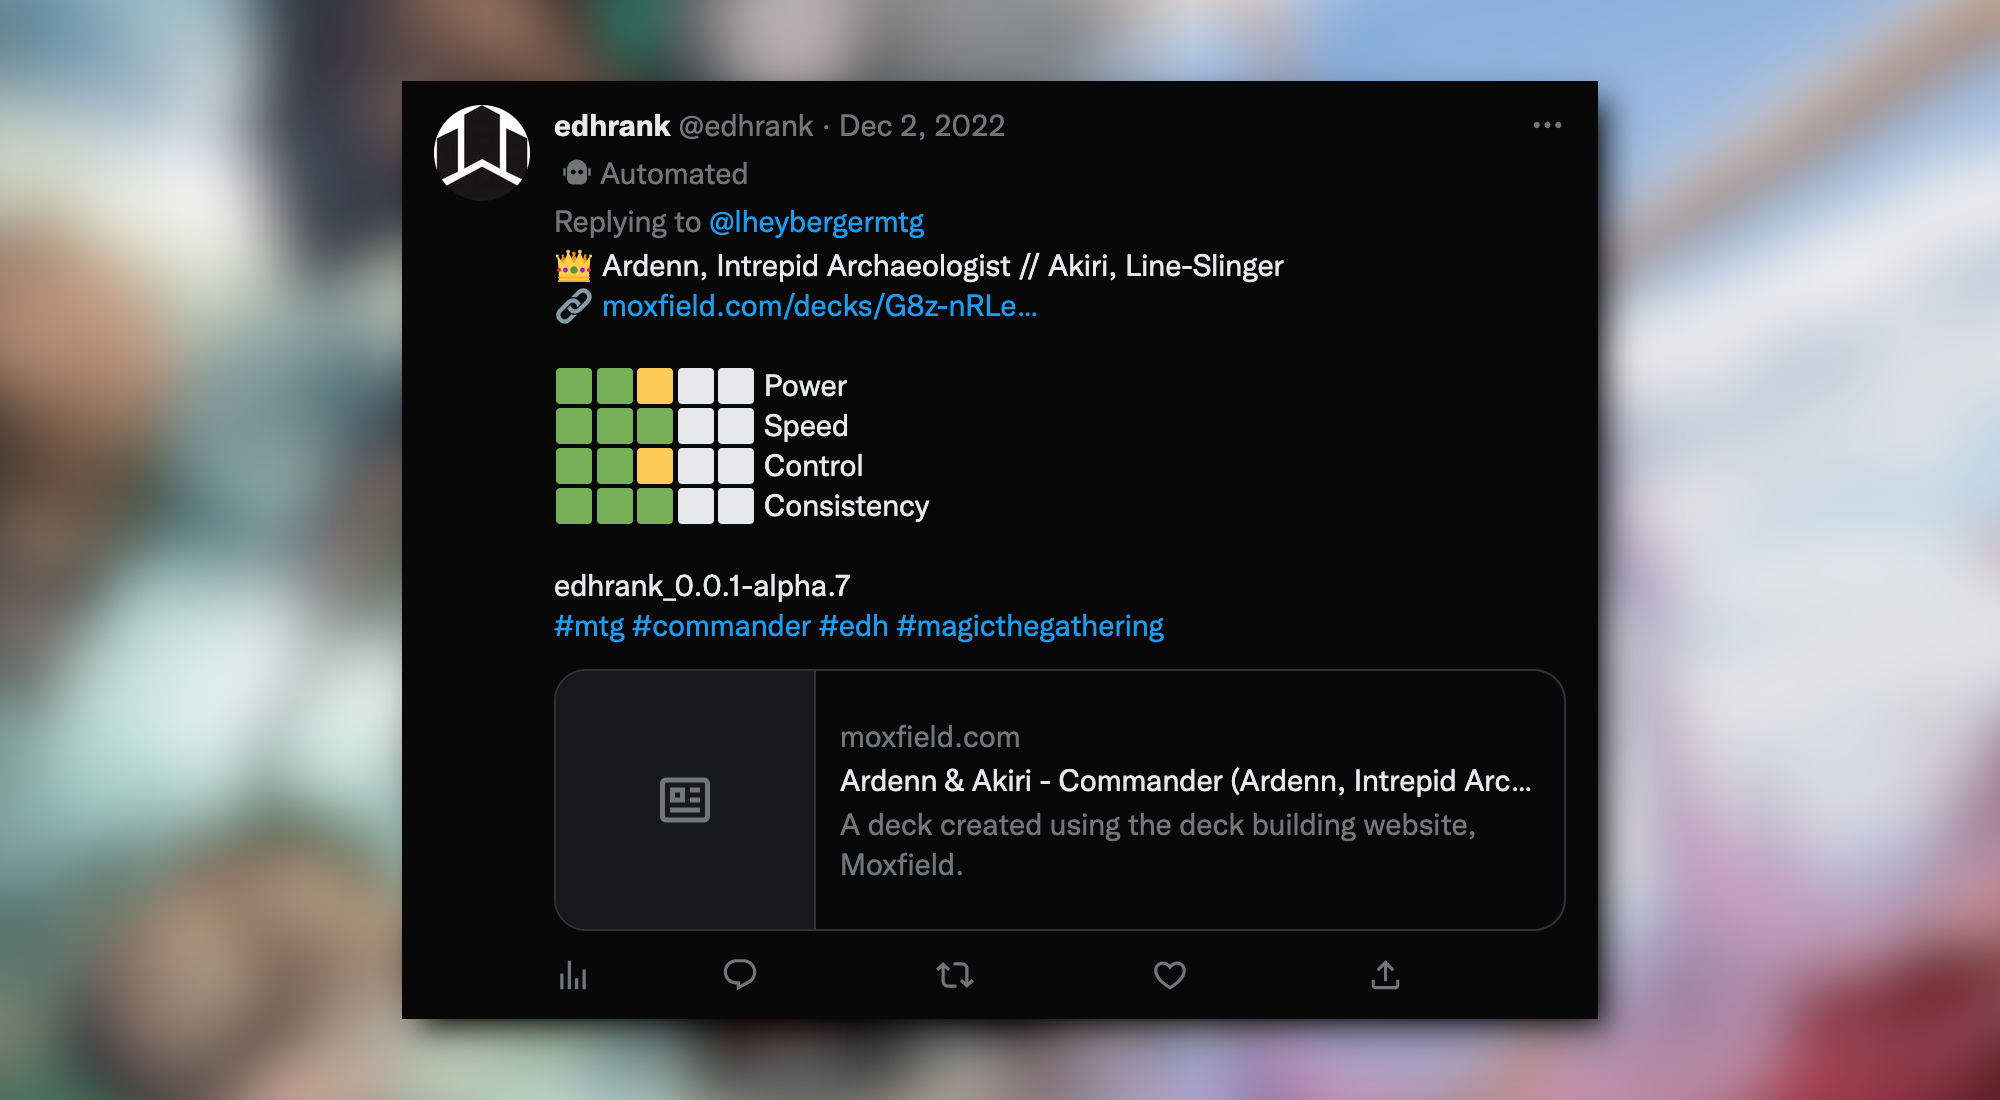 edhrank @edhrank · Dec 2, 2022
Automated
Replying to @lheybergermtg
👑 Ardenn, Intrepid Archaeologist // Akiri, Line-Slinger
🔗 moxfield.com/decks/G8z-nRLe...
🟩🟩🟨⬜⬜ Power
🟩🟩🟩⬜⬜ Speed
🟩🟩🟨⬜⬜ Control
🟩🟩🟩⬜⬜ Consistency
edhrank_0.0.1-alpha.7
#mtg #commander #edh #magicthegathering
moxfield.com
Ardenn & Akiri - Commander (Ardenn, Intrepid Arc...
A deck created using the deck building website,
Moxfield.